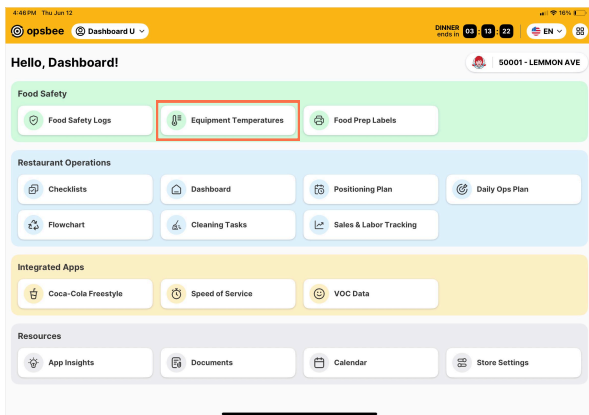 4:46 PM Thu Jun 12
16%
opsbee
Dashboard U
DINNER
ends in
03 : 13 : 22
EN
Hello, Dashboard!
50001 - LEMMON AVE
Food Safety
Food Safety Logs
Equipment Temperatures
Food Prep Labels
Restaurant Operations
Checklists
Dashboard
Positioning Plan
Daily Ops Plan
Flowchart
Cleaning Tasks
Sales & Labor Tracking
Integrated Apps
Coca-Cola Freestyle
Speed of Service
VOC Data
Resources
App Insights
Documents
Calendar
Store Settings